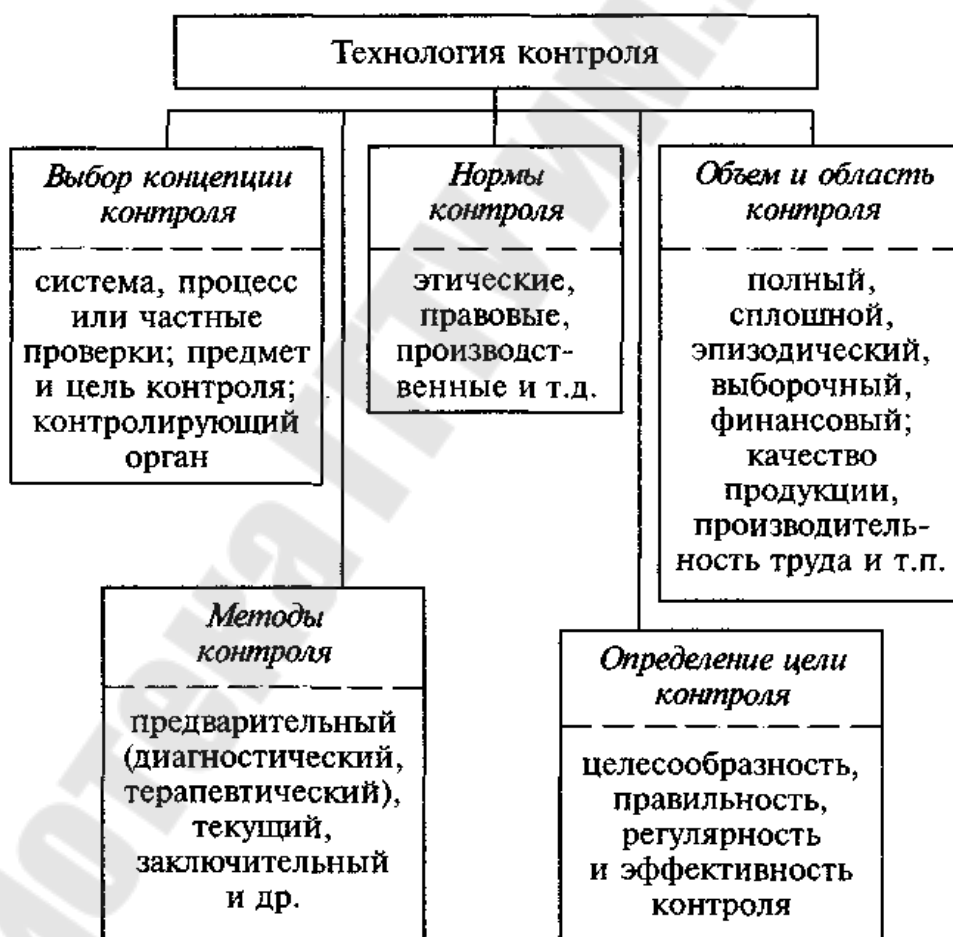 Технология контроля
Выбор концепции
контроля
система, процесс
или частные
проверки; предмет
и цель контроля;
контролирующий
орган
Нормы
контроля
этические,
правовые,
производст-
венные и т.д.
Объем и область
контроля
полный,
сплошной,
эпизодический,
выборочный,
финансовый;
качество
продукции,
производитель-
ность труда и т.п.
Методы
контроля
предварительный
(диагностический,
терапевтический),
текущий,
заключительный
и др.
Определение цели
контроля
целесообразность,
правильность,
регулярность
и эффективность
контроля